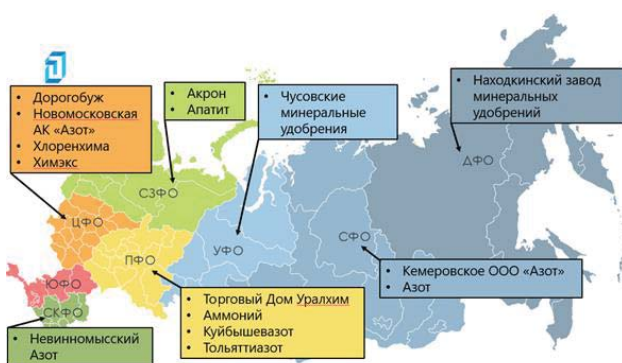 • Акрон
• Апатит
• Дорогобуж
• Новомосковская
АК «Азот»
• Хлоренхима
• Химэкс
• Чусовские
минеральные
удобрения
• Находкинский завод
минеральных
удобрений
СЗФО
ДФО
ЦФО
ПФО
УФО
СФО
ЮФО
СКФО
• Кемеровское ООО «Азот»
• Азот
• Торговый Дом Уралхим
• Аммоний
• Куйбышевазот
• Тольяттиазот
• Невинномысский
Азот